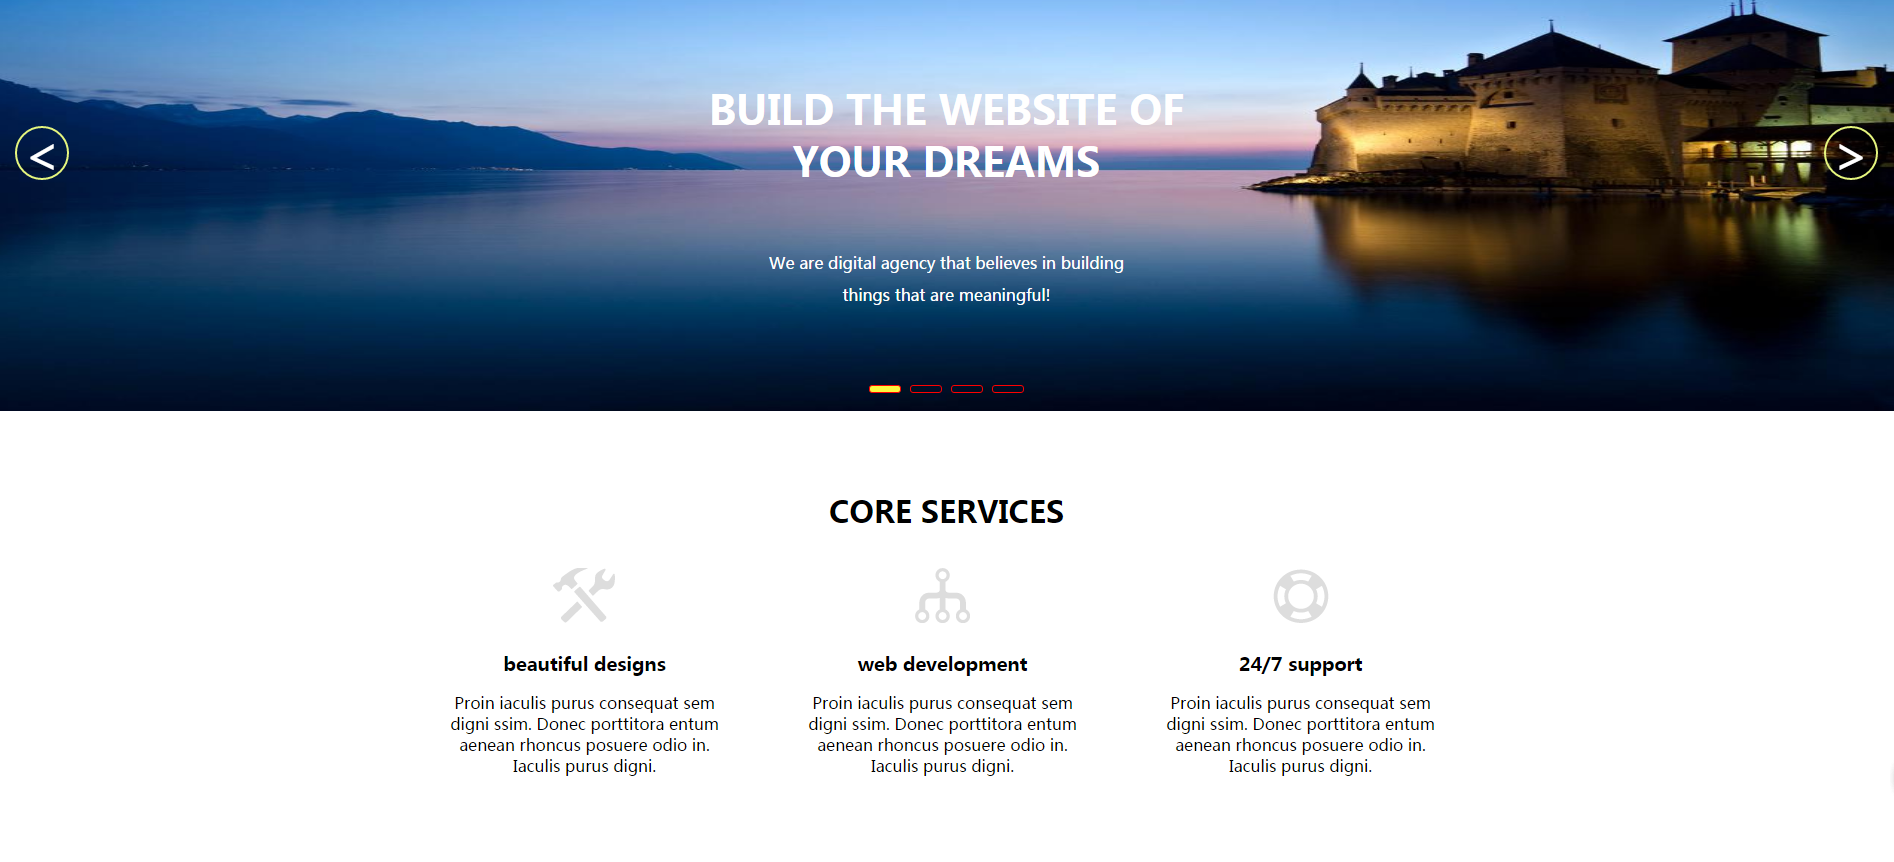 BUILD THE WEBSITE OF
YOUR DREAMS
<
>
We are digital agency that believes in building
things that are meaningful!
CORE SERVICES
beautiful designs
Proin iaculis purus consequat sem
digni ssim. Donec porttitora entum
aenean rhoncus posuere odio in.
Iaculis purus digni.
web development
Proin iaculis purus consequat sem
digni ssim. Donec porttitora entum
aenean rhoncus posuere odio in.
Iaculis purus digni.
24/7 support
Proin iaculis purus consequat sem
digni ssim. Donec porttitora entum
aenean rhoncus posuere odio in.
Iaculis purus digni.